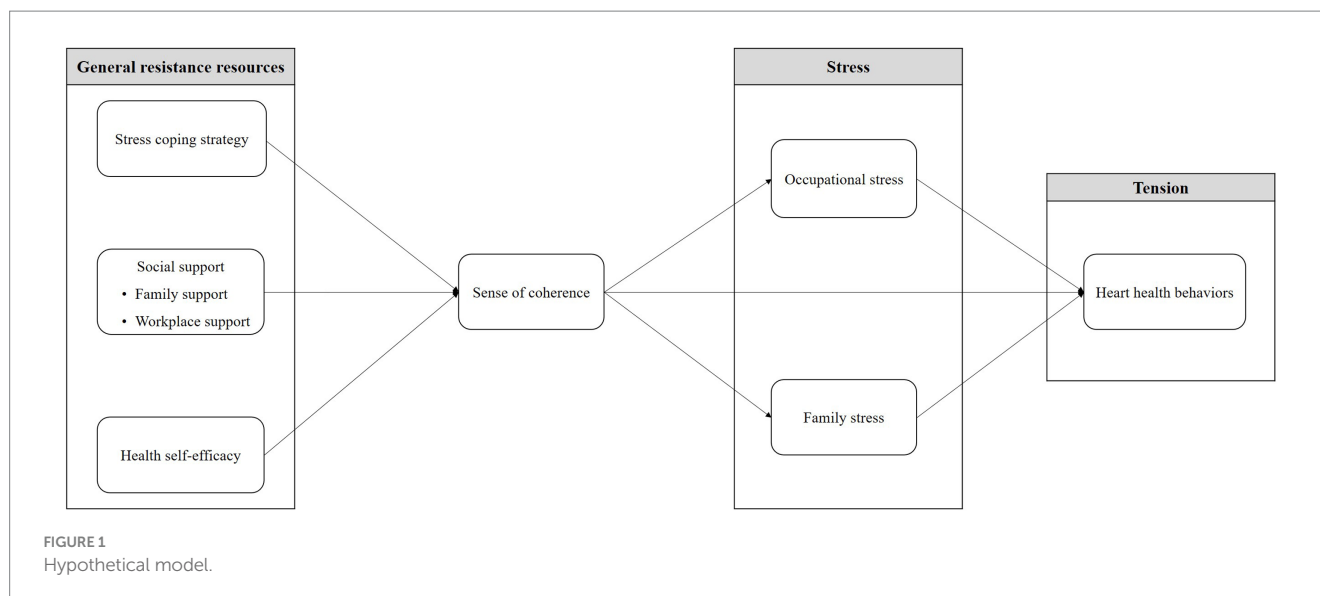 General resistance resources
Stress coping strategy
Social support
• Family support
• Workplace support
Health self-efficacy
Sense of coherence
Stress
Occupational stress
Family stress
Tension
Heart health behaviors
FIGURE 1
Hypothetical model.